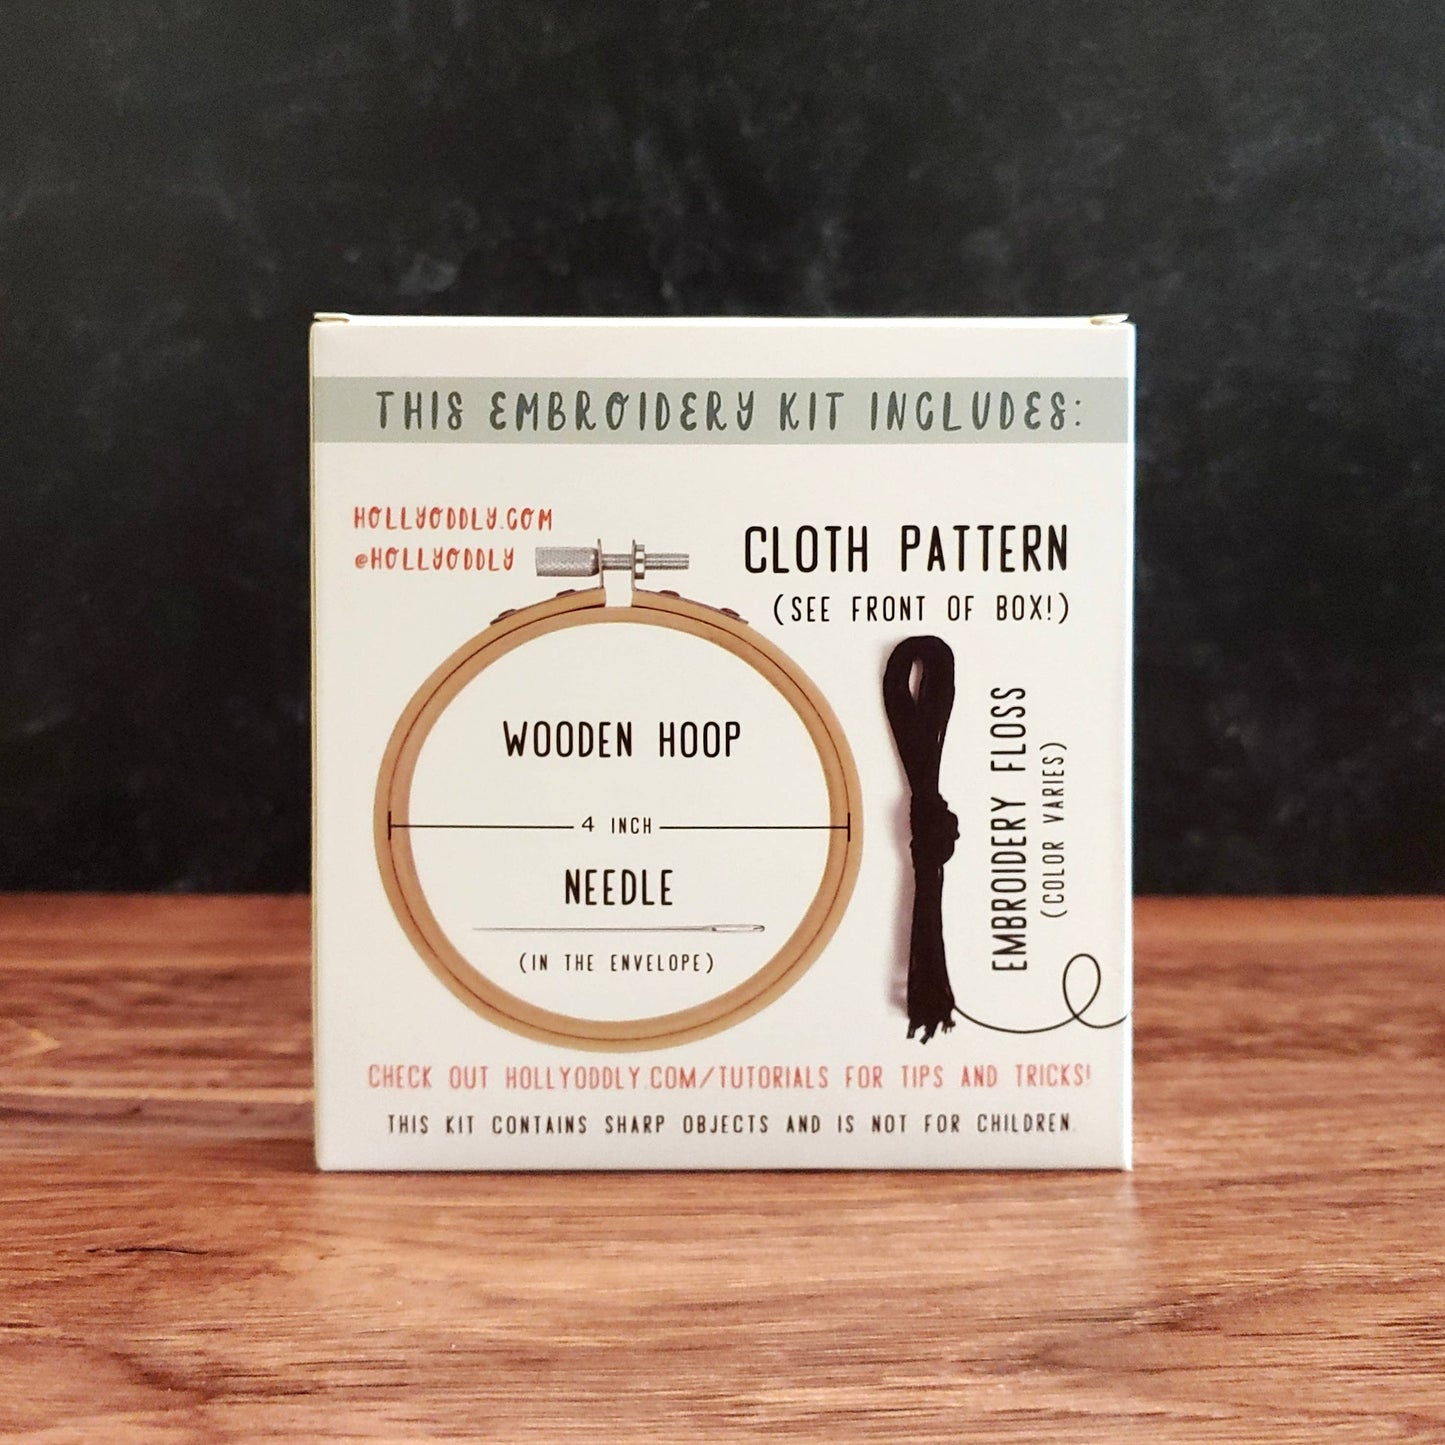 THIS EMBROIDERY KIT INCLUDES:
HOLLYODDLY.COM
@HOLLYODDLY
CLOTH PATTERN
(SEE FRONT OF BOX!)
WOODEN HOOP
4 INCH
NEEDLE
(IN THE ENVELOPE)
EMBROIDERY FLOSS
(COLOR VARIES)
CHECK OUT HOLLYODDLY.COM/TUTORIALS FOR TIPS AND TRICKS!
THIS KIT CONTAINS SHARP OBJECTS AND IS NOT FOR CHILDREN.